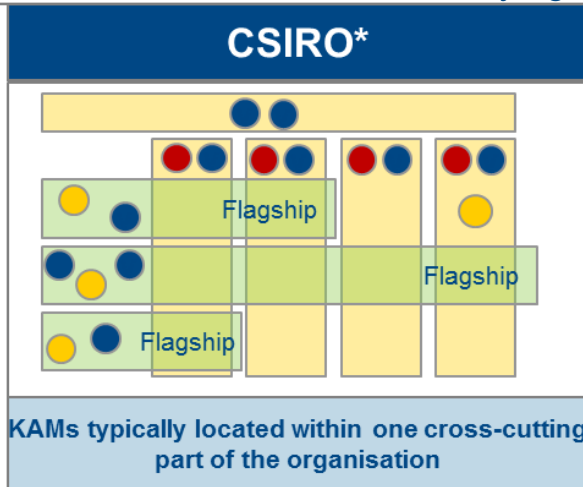 CSIRO*
Flagship
Flagship
Flagship
KAMs typically located within one cross-cutting
part of the organisation